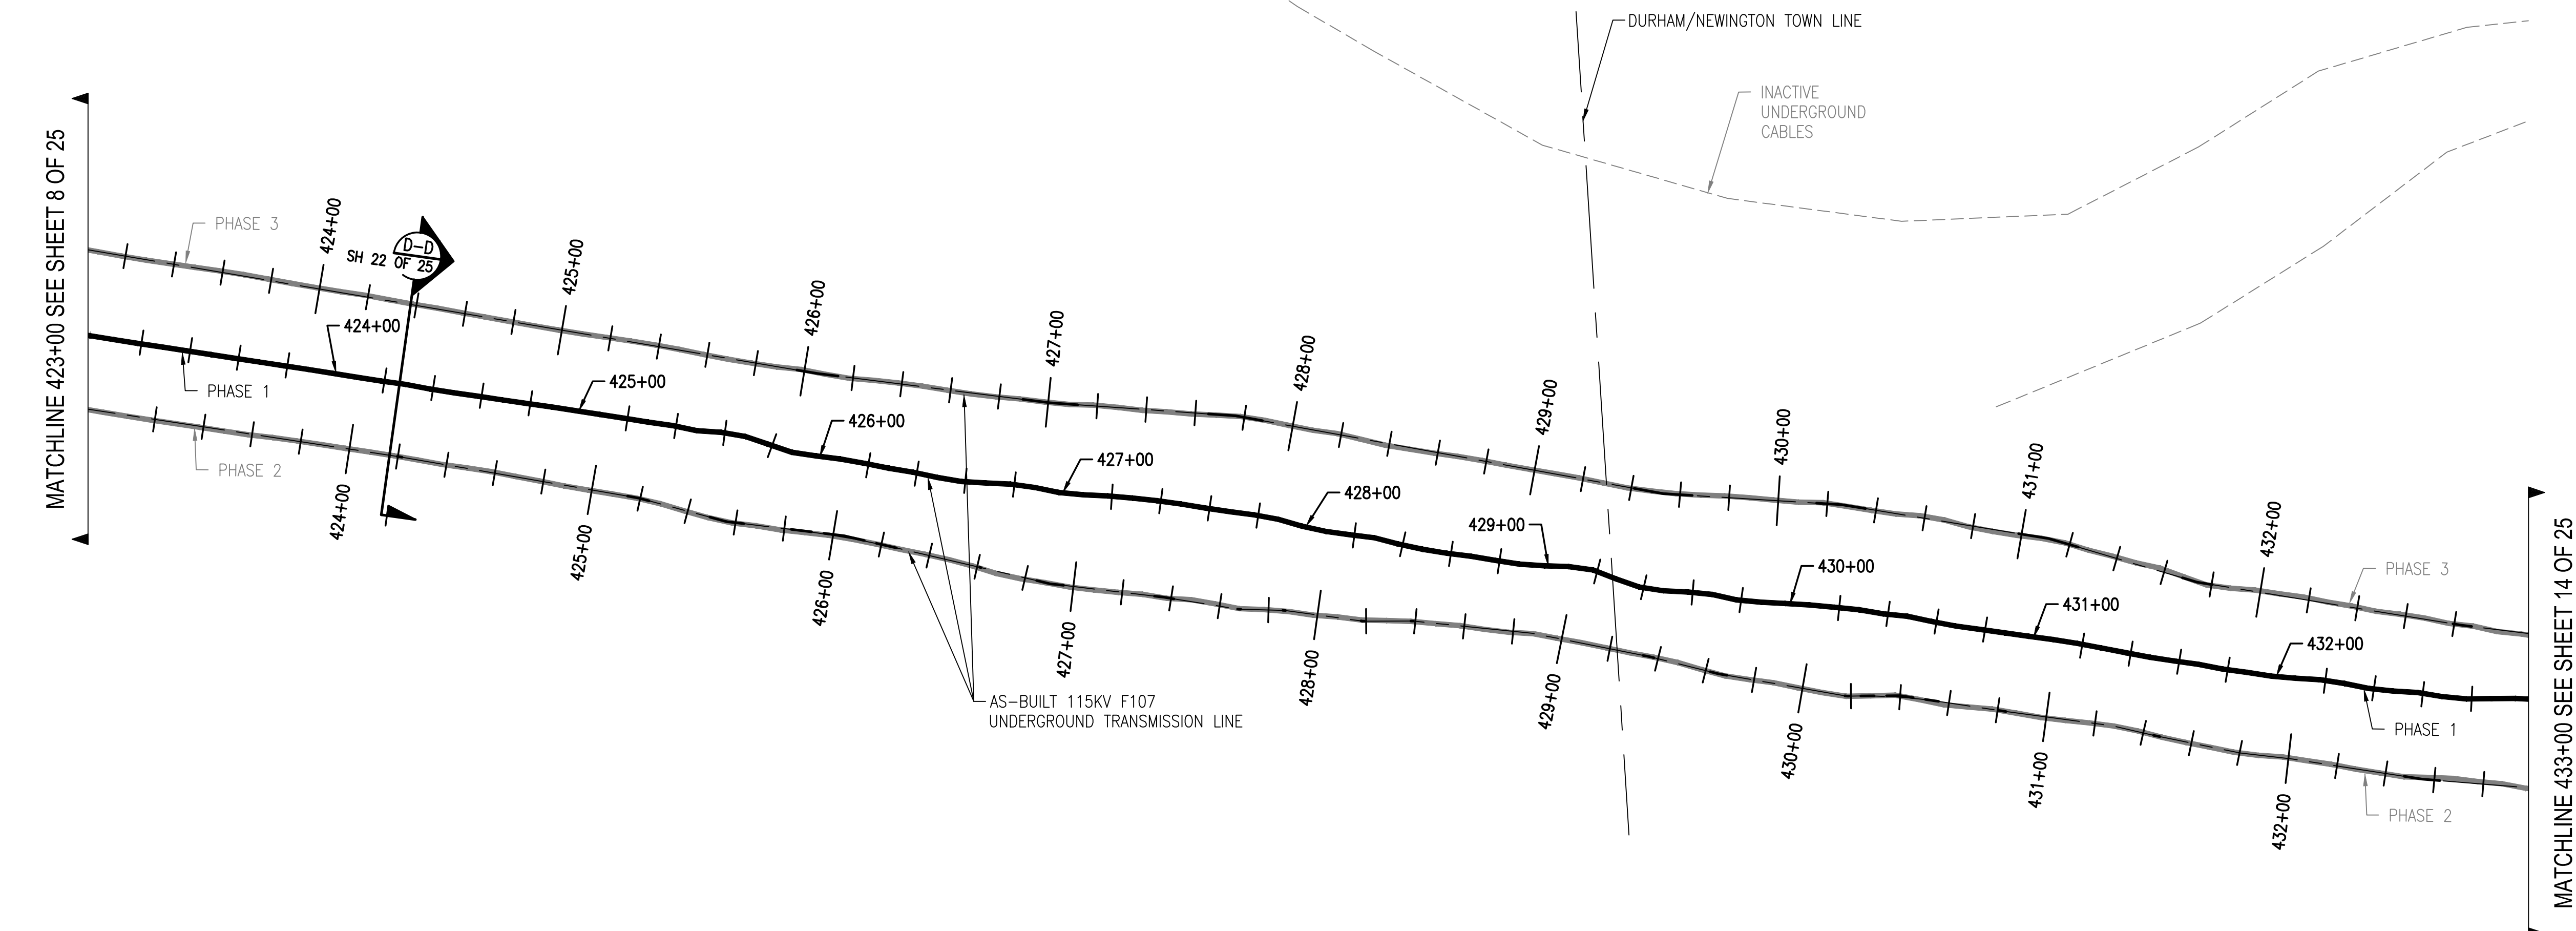 DURHAM/NEWINGTON TOWN LINE
INACTIVE
UNDERGROUND
CABLES
MATCHLINE 423+00 SEE SHEET 8 OF 25
PHASE 3
424+00
D-D
SH 22 OF 25
425+00
426+00
427+00
428+00
429+00
430+00
431+00
432+00
PHASE 3
424+00
PHASE 1
425+00
426+00
427+00
428+00
429+00
430+00
431+00
432+00
PHASE 1
PHASE 2
424+00
425+00
426+00
427+00
428+00
429+00
430+00
431+00
432+00
PHASE 2
AS-BUILT 115KV F107
UNDERGROUND TRANSMISSION LINE
MATCHLINE 433+00 SEE SHEET 14 OF 25